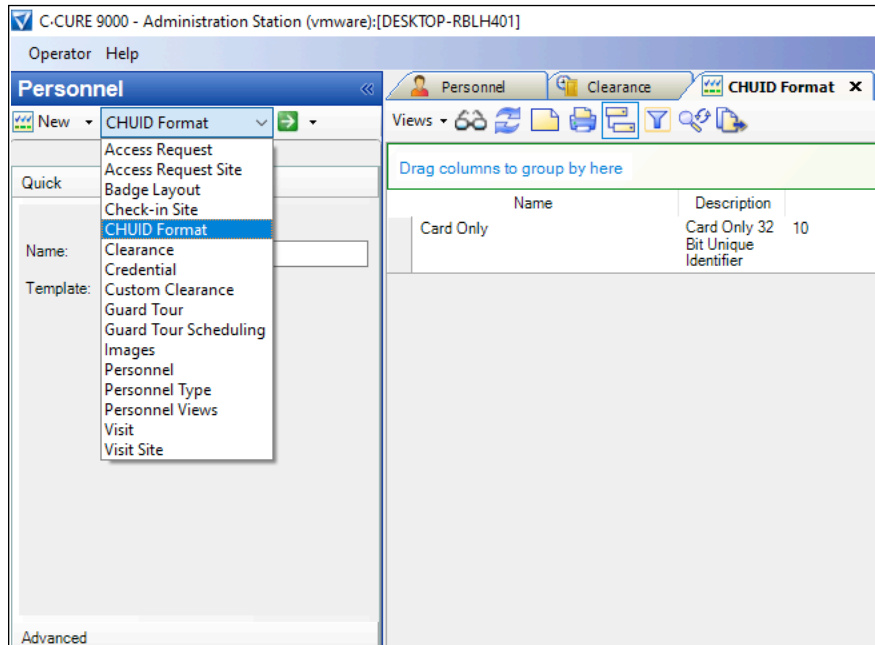 C•CURE 9000 - Administration Station (vmware):[DESKTOP-RBLH401]
Operator Help
Personnel «
New CHUID Format
Access Request
Access Request Site
Badge Layout
Check-in Site
CHUID Format
Clearance
Credential
Custom Clearance
Guard Tour
Guard Tour Scheduling
Images
Personnel
Personnel Type
Personnel Views
Visit
Visit Site
Quick
Name:
Template:
Advanced
Personnel Clearance CHUID Format X
Views
Drag columns to group by here
Name Description
Card Only Card Only 32 10
Bit Unique
Identifier